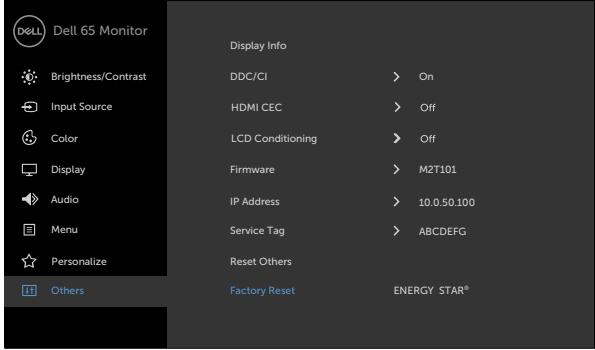 DELL Dell 65 Monitor
Display Info
Brightness/Contrast DDC/CI On
Input Source HDMI CEC Off
Color LCD Conditioning Off
Display Firmware M2T101
Audio IP Address 10.0.50.100
Menu Service Tag ABCDEFG
Personalize Reset Others
Others Factory Reset ENERGY STAR®